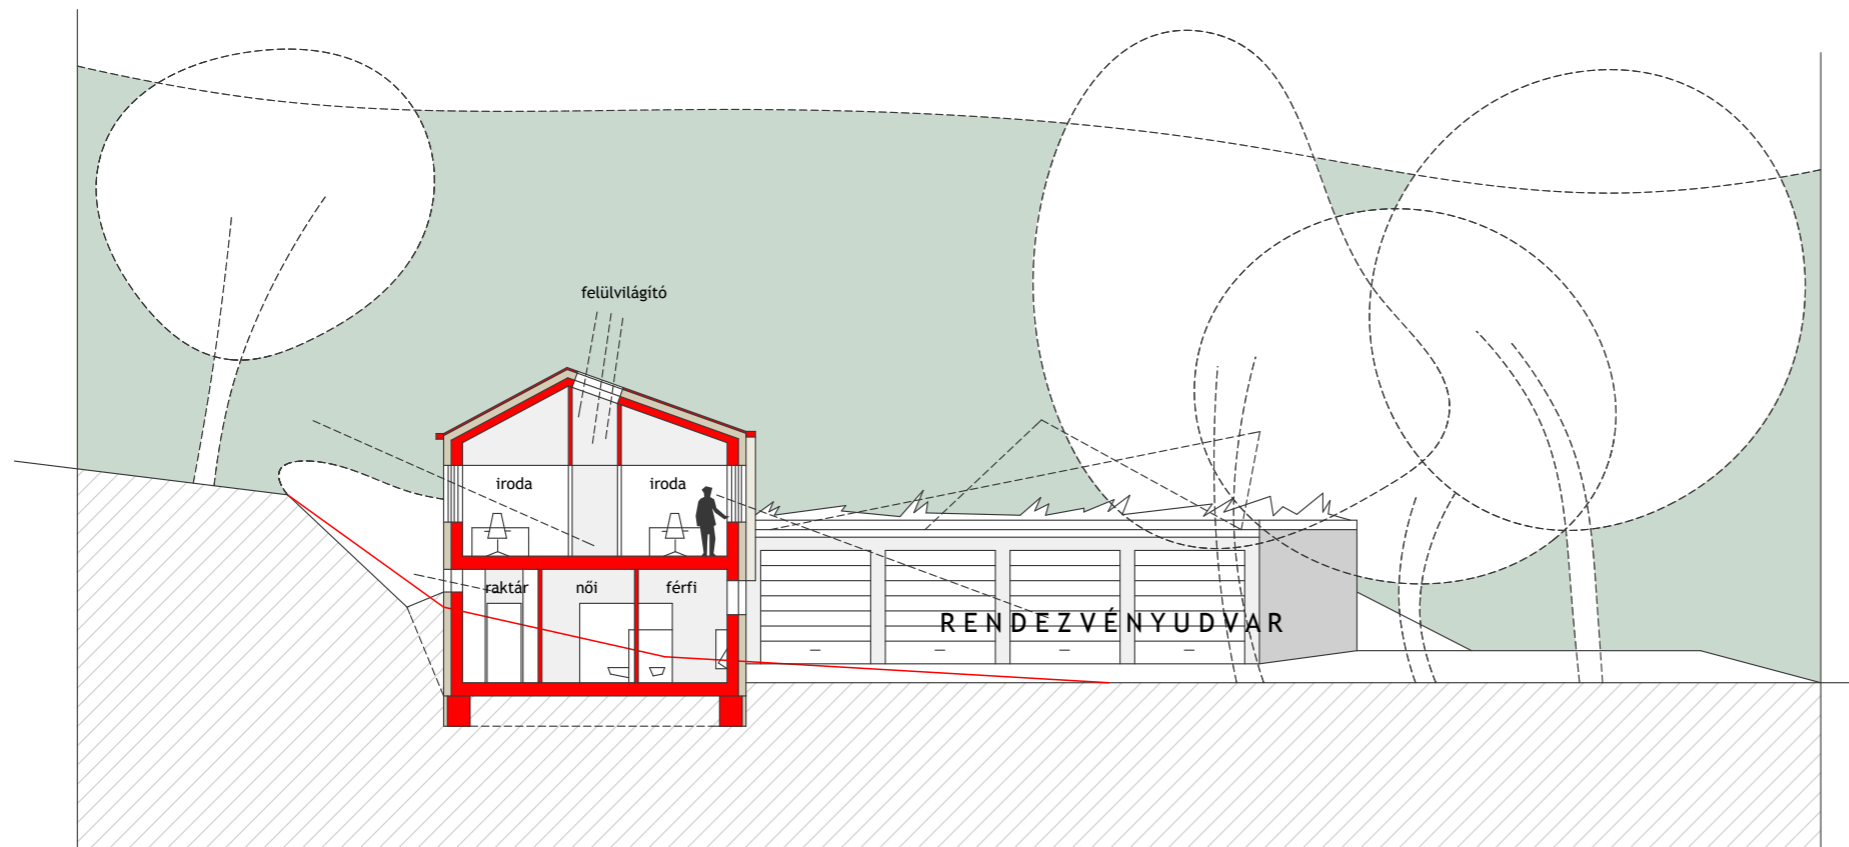 felülvilágító
iroda
iroda
raktár
női
férfi
RENDEZVÉNYUDVAR